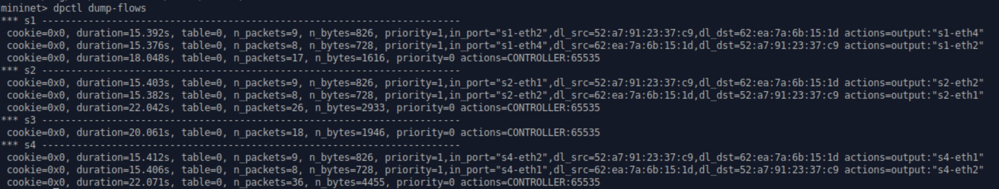 mininet> dpctl dump-flows
*** s1 ------------------------------------------------------------------------
 cookie=0x0, duration=15.392s, table=0, n_packets=9, n_bytes=826, priority=1,in_port="s1-eth2",dl_src=52:a7:91:23:37:c9,dl_dst=62:ea:7a:6b:15:1d actions=output:"s1-eth4"
 cookie=0x0, duration=15.376s, table=0, n_packets=8, n_bytes=728, priority=1,in_port="s1-eth4",dl_src=62:ea:7a:6b:15:1d,dl_dst=52:a7:91:23:37:c9 actions=output:"s1-eth2"
 cookie=0x0, duration=18.048s, table=0, n_packets=17, n_bytes=1616, priority=0 actions=CONTROLLER:65535
*** s2 ------------------------------------------------------------------------
 cookie=0x0, duration=15.403s, table=0, n_packets=9, n_bytes=826, priority=1,in_port="s2-eth1",dl_src=52:a7:91:23:37:c9,dl_dst=62:ea:7a:6b:15:1d actions=output:"s2-eth2"
 cookie=0x0, duration=15.382s, table=0, n_packets=8, n_bytes=728, priority=1,in_port="s2-eth2",dl_src=62:ea:7a:6b:15:1d,dl_dst=52:a7:91:23:37:c9 actions=output:"s2-eth1"
 cookie=0x0, duration=22.042s, table=0, n_packets=26, n_bytes=2933, priority=0 actions=CONTROLLER:65535
*** s3 ------------------------------------------------------------------------
 cookie=0x0, duration=20.061s, table=0, n_packets=18, n_bytes=1946, priority=0 actions=CONTROLLER:65535
*** s4 ------------------------------------------------------------------------
 cookie=0x0, duration=15.412s, table=0, n_packets=9, n_bytes=826, priority=1,in_port="s4-eth2",dl_src=52:a7:91:23:37:c9,dl_dst=62:ea:7a:6b:15:1d actions=output:"s4-eth1"
 cookie=0x0, duration=15.406s, table=0, n_packets=8, n_bytes=728, priority=1,in_port="s4-eth1",dl_src=62:ea:7a:6b:15:1d,dl_dst=52:a7:91:23:37:c9 actions=output:"s4-eth2"
 cookie=0x0, duration=22.071s, table=0, n_packets=36, n_bytes=4455, priority=0 actions=CONTROLLER:65535